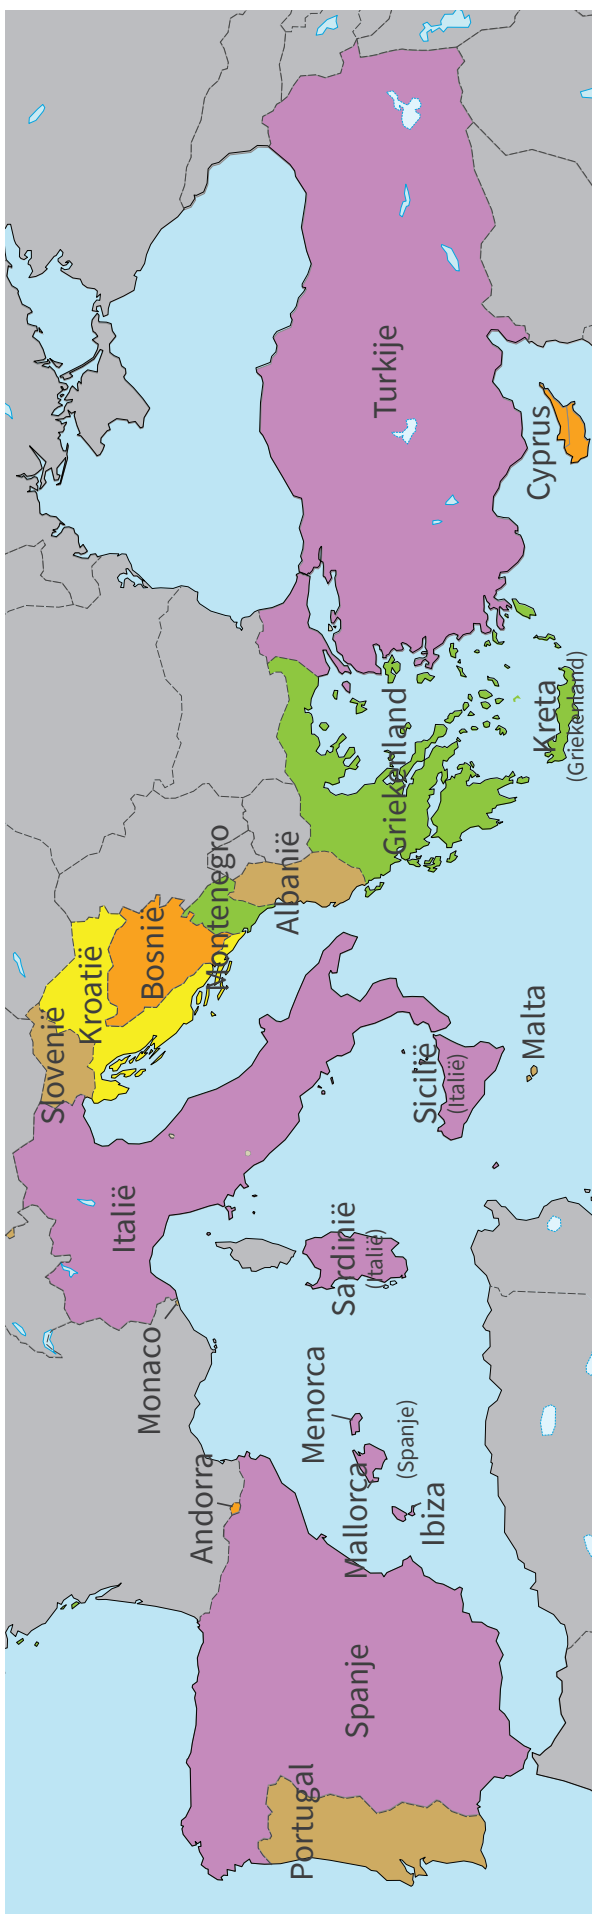 Portugal
Spanje
Andorra
Monaco
Menorca
Mallorca
(Spanje)
Ibiza
Italië
Sardinië
(Italië)
Sicilië
(Italië)
Malta
Slovenië
Kroatië
Bosnië
Montenegro
Albanië
Griekenland
Kreta
(Griekenland)
Turkije
Cyprus